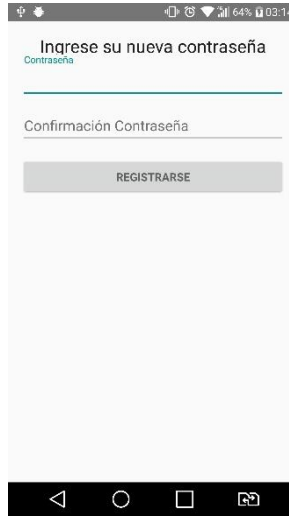 64% 03:14
Ingrese su nueva contraseña
Contraseña
Confirmación Contraseña
REGISTRARSE